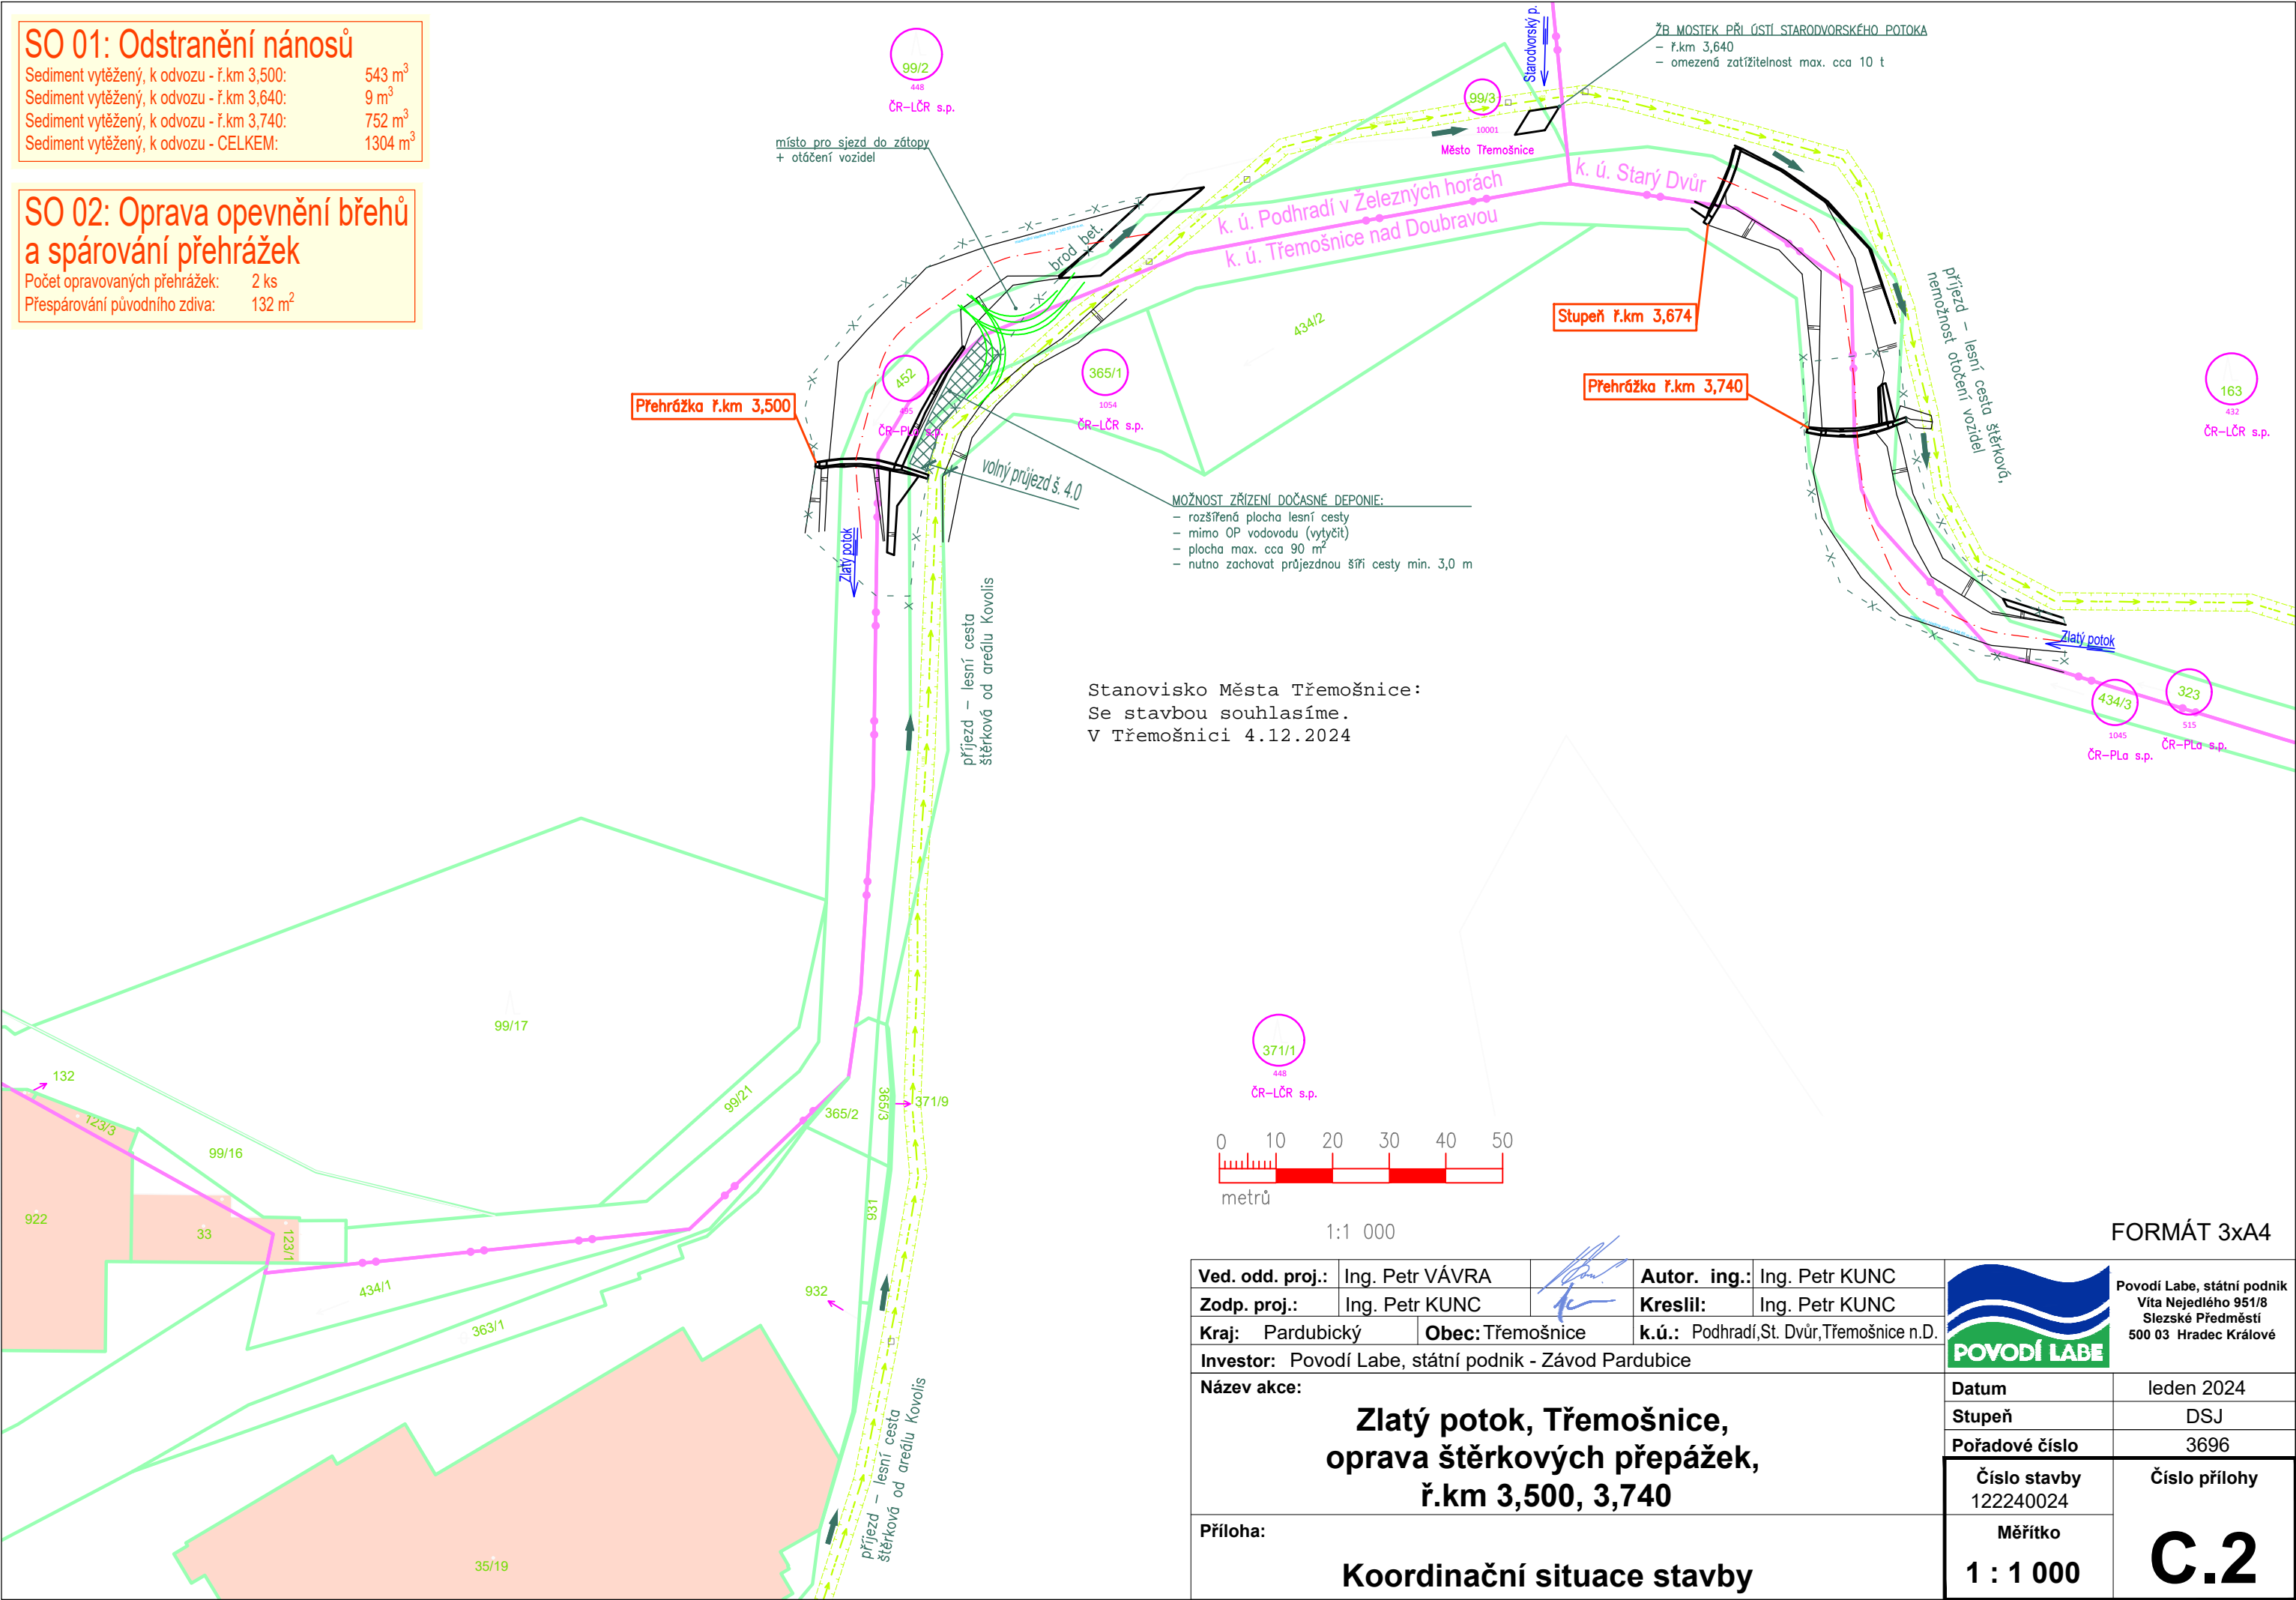 SO 01: Odstranění nánosů
Sediment vytěžený, k odvozu - ř.km 3,500: 543 m³
Sediment vytěžený, k odvozu - ř.km 3,640: 9 m³
Sediment vytěžený, k odvozu - ř.km 3,740: 752 m³
Sediment vytěžený, k odvozu - CELKEM: 1304 m³
SO 02: Oprava opevnění břehů
a spárování přehrážek
Počet opravovaných přehrážek: 2 ks
Přespárování původního zdiva: 132 m²
99/2
448
ČR-LČR s.p.
místo pro sjezd do zátopy
+ otáčení vozidel
Starodvorský p.
ŽB MOSTEK PŘI ÚSTÍ STARODVORSKÉHO POTOKA
- ř.km 3,640
- omezená zatížitelnost max. cca 10 t
99/3
10001
Město Třemošnice
k. ú. Podhradí v Železných horách
k. ú. Třemošnice nad Doubravou
k. ú. Starý Dvůr
brod bet.
434/2
Stupeň ř.km 3,674
Přehrážka ř.km 3,740
Přehrážka ř.km 3,500
příjezd - lesní cesta štěrková,
nemožnost otočení vozidel
163
432
ČR-LČR s.p.
452
495
ČR-PLa s.p.
365/1
1054
ČR-LČR s.p.
volný průjezd š. 4.0
MOŽNOST ZŘÍZENÍ DOČASNÉ DEPONIE:
- rozšířená plocha lesní cesty
- mimo OP vodovodu (vytyčit)
- plocha max. cca 90 m²
- nutno zachovat průjezdnou šíři cesty min. 3,0 m
Zlatý potok
příjezd - lesní cesta
štěrková od areálu Kovolis
Zlatý potok
434/3
1045
ČR-PLa s.p.
323
515
ČR-PLa s.p.
Stanovisko Města Třemošnice:
Se stavbou souhlasíme.
V Třemošnici 4.12.2024
99/17
132
123/3
99/16
922
33
123/1
99/21
365/2
365/3
371/9
931
932
434/1
363/1
35/19
příjezd - lesní cesta
štěrková od areálu Kovolis
371/1
448
ČR-LČR s.p.
0 10 20 30 40 50
metrů
1:1 000
FORMÁT 3xA4
Ved. odd. proj.: Ing. Petr VÁVRA Autor. ing.: Ing. Petr KUNC
Zodp. proj.: Ing. Petr KUNC Kreslil: Ing. Petr KUNC
Kraj: Pardubický Obec: Třemošnice k.ú.: Podhradí,St. Dvůr,Třemošnice n.D.
Investor: Povodí Labe, státní podnik - Závod Pardubice
POVODÍ LABE
Povodí Labe, státní podnik
Víta Nejedlého 951/8
Slezské Předměstí
500 03 Hradec Králové
Název akce:
Zlatý potok, Třemošnice,
oprava štěrkových přepážek,
ř.km 3,500, 3,740
Datum leden 2024
Stupeň DSJ
Pořadové číslo 3696
Číslo stavby
122240024
Číslo přílohy
C.2
Měřítko
1 : 1 000
Příloha:
Koordinační situace stavby